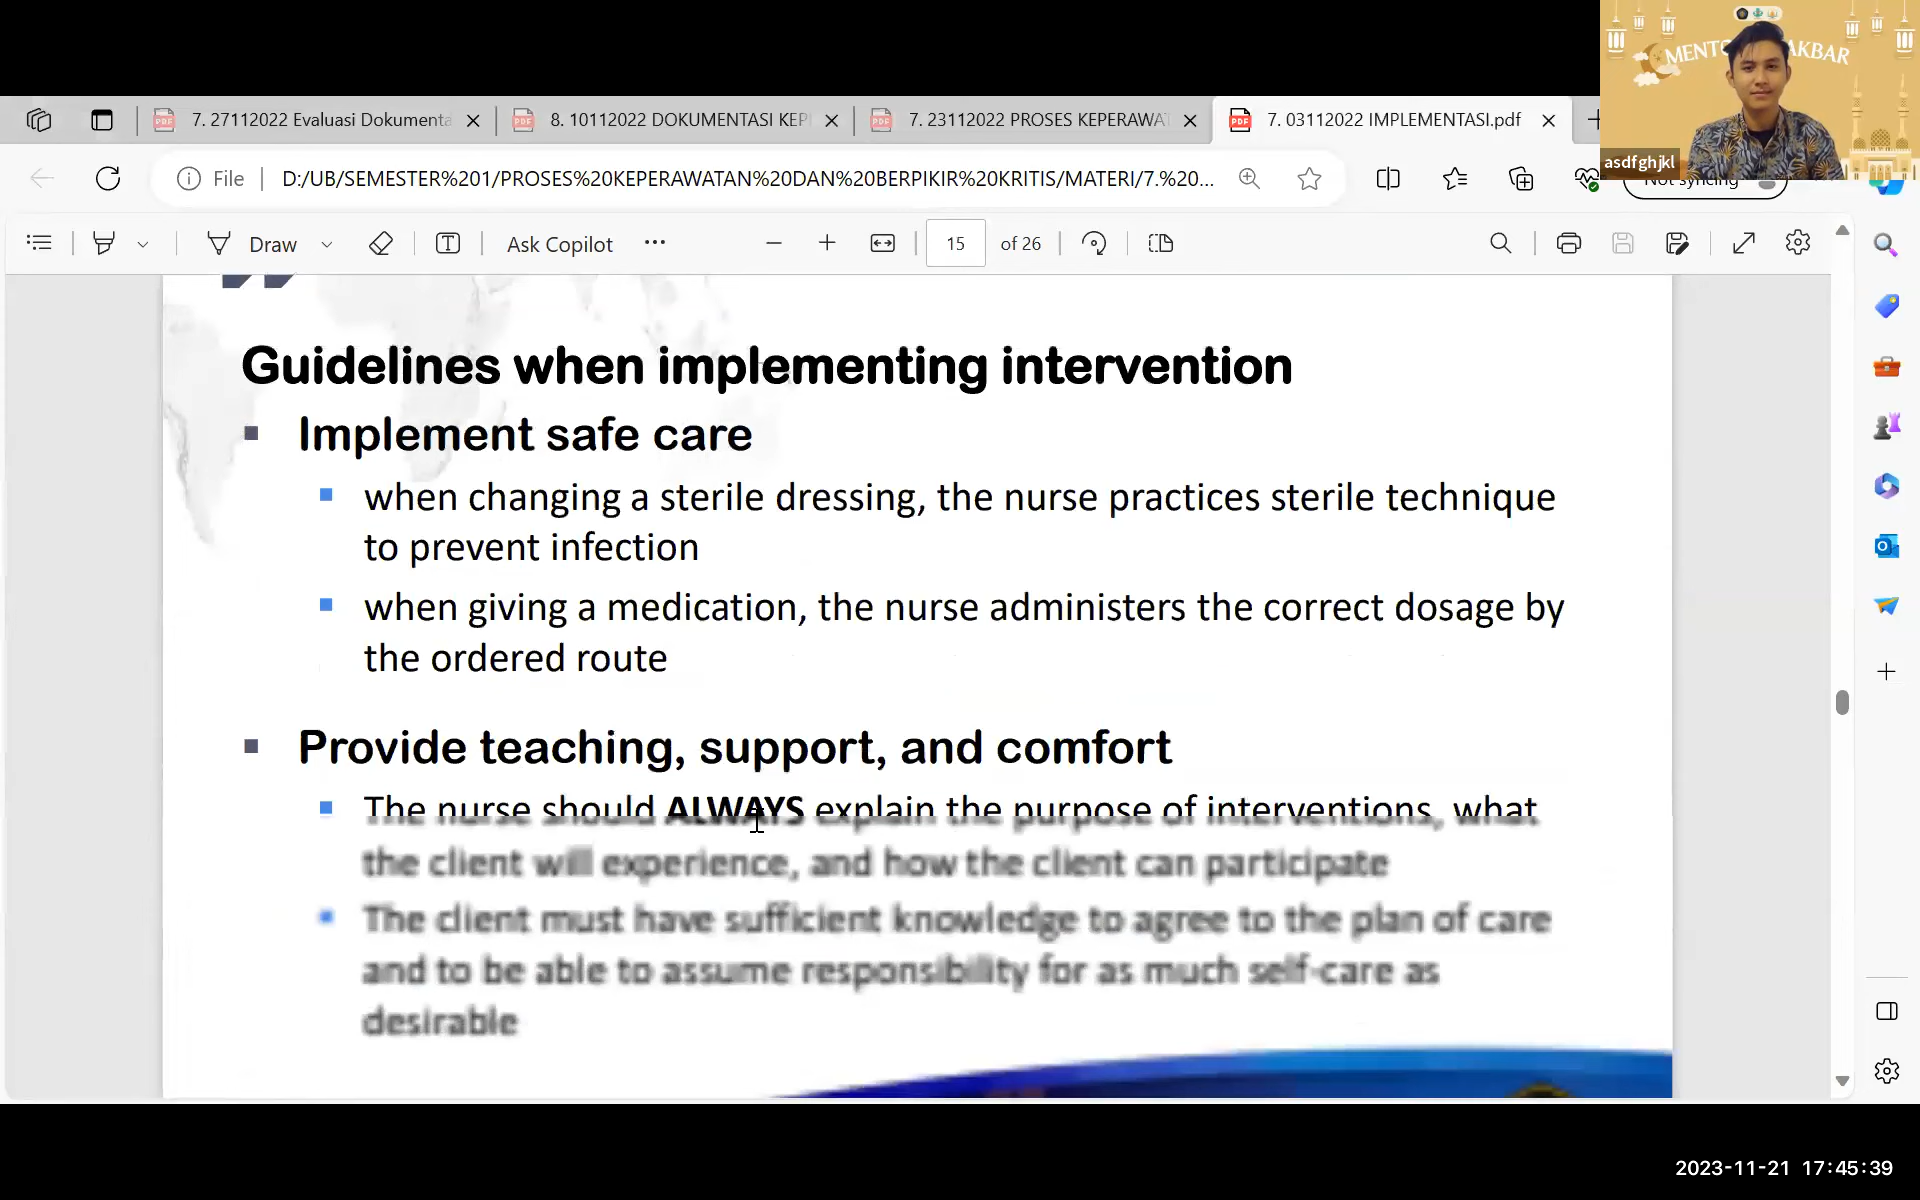 MENTO AKBAR
asdfghjkl
7. 27112022 Evaluasi Dokumenta
8. 10112022 DOKUMENTASI KEP
7. 23112022 PROSES KEPERAWAT
7. 03112022 IMPLEMENTASI.pdf
File
D:/UB/SEMESTER%201/PROSES%20KEPERAWATAN%20DAN%20BERPIKIR%20KRITIS/MATERI/7.%20...
Not syncing
Draw
Ask Copilot
15 of 26
Guidelines when implementing intervention
Implement safe care
when changing a sterile dressing, the nurse practices sterile technique
to prevent infection
when giving a medication, the nurse administers the correct dosage by
the ordered route
Provide teaching, support, and comfort
The nurse should ALWAYS explain the purpose of interventions, what
the client will experience, and how the client can participate
The client must have sufficient knowledge to agree to the plan of care
and to be able to assume responsibility for as much self-care as
desirable
2023-11-21 17:45:39